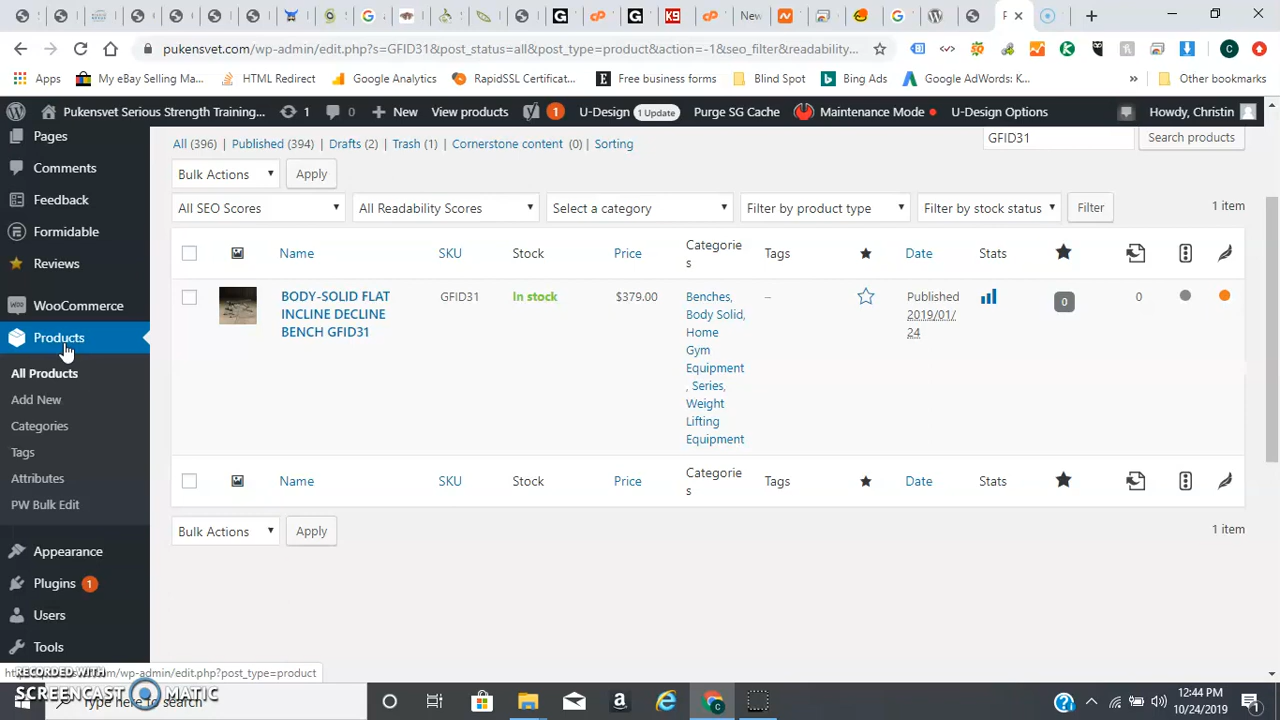 New
pukensvet.com/wp-admin/edit.php?s=GFID31&post_status=all&post_type=product&action=-1&seo_filter&readability...
Apps My eBay Selling Ma... HTML Redirect Google Analytics RapidSSL Certificat... Free business forms Blind Spot Bing Ads Google AdWords: K... » Other bookmarks
Pukensvet Serious Strength Training... 1 0 New View products 1 U-Design 1 Update Purge SG Cache Maintenance Mode U-Design Options Howdy, Christin
Pages
Comments
Feedback
Formidable
Reviews
WooCommerce
Products
All Products
Add New
Categories
Tags
Attributes
PW Bulk Edit
Appearance
Plugins 1
Users
Tools
All (396) | Published (394) | Drafts (2) | Trash (1) | Cornerstone content (0) | Sorting
GFID31 Search products
Bulk Actions Apply
All SEO Scores All Readability Scores Select a category Filter by product type Filter by stock status Filter 1 item
Name SKU Stock Price Categorie
s Tags Date Stats
BODY-SOLID FLAT
INCLINE DECLINE
BENCH GFID31
GFID31 In stock $379.00
Benches,
Body Solid,
Home
Gym
Equipment
, Series,
Weight
Lifting
Equipment
–
Published
2019/01/
24
0 0
Name SKU Stock Price Categorie
s Tags Date Stats
Bulk Actions Apply 1 item
/wp-admin/edit.php?post_type=product
RECORDED WITH
SCREENCAST MATIC
Type here to search
12:44 PM
10/24/2019
1